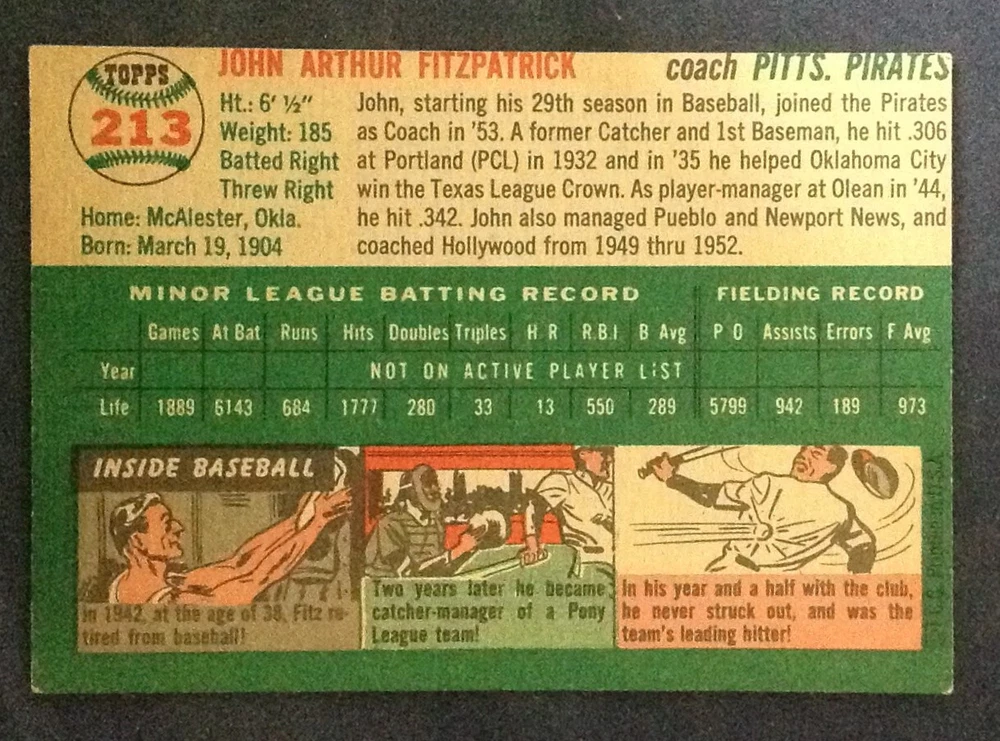 TOPPS
213
JOHN ARTHUR FITZPATRICK
coach PITTS. PIRATES
Ht.: 6' ½"
Weight: 185
Batted Right
Threw Right
Home: McAlester, Okla.
Born: March 19, 1904
John, starting his 29th season in Baseball, joined the Pirates
as Coach in '53. A former Catcher and 1st Baseman, he hit .306
at Portland (PCL) in 1932 and in '35 he helped Oklahoma City
win the Texas League Crown. As player-manager at Olean in '44,
he hit .342. John also managed Pueblo and Newport News, and
coached Hollywood from 1949 thru 1952.
MINOR LEAGUE BATTING RECORD FIELDING RECORD
Games At Bat Runs Hits Doubles Triples H R R.B.I B Avg P O Assists Errors F Avg
Year NOT ON ACTIVE PLAYER LIST
Life 1889 6143 684 1777 280 33 13 550 289 5799 942 189 973
INSIDE BASEBALL
In 1942, at the age of 38, Fitz re-
tired from baseball!
Two years later he became
catcher-manager of a Pony
League team!
In his year and a half with the club,
he never struck out, and was the
team's leading hitter!